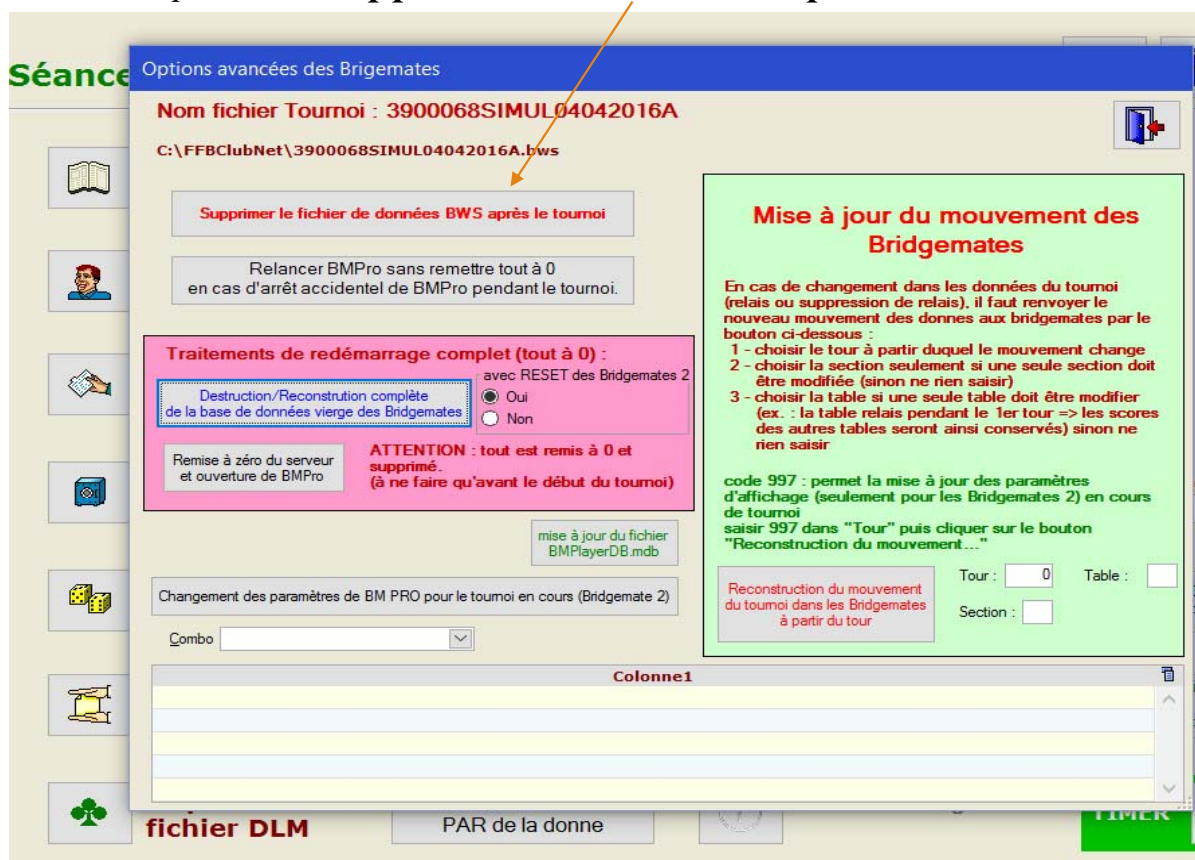 Séance
Options avancées des Brigemates
Nom fichier Tournoi : 3900068SIMUL04042016A
C:\FFBClubNet\3900068SIMUL04042016A.bws
Supprimer le fichier de données BWS après le tournoi
Relancer BMPro sans remettre tout à 0
en cas d'arrêt accidentel de BMPro pendant le tournoi.
Traitements de redémarrage complet (tout à 0) :
Destruction/Reconstrution complète
de la base de données vierge des Bridgemates
avec RESET des Bridgemates 2
Oui
Non
Remise à zéro du serveur
et ouverture de BMPro
ATTENTION : tout est remis à 0 et
supprimé.
(à ne faire qu'avant le début du tournoi)
mise à jour du fichier
BMPlayerDB.mdb
Changement des paramètres de BM PRO pour le tournoi en cours (Bridgemate 2)
Combo
Mise à jour du mouvement des
Bridgemates
En cas de changement dans les données du tournoi
(relais ou suppression de relais), il faut renvoyer le
nouveau mouvement des donnes aux bridgemates par le
bouton ci-dessous :
1 - choisir le tour à partir duquel le mouvement change
2 - choisir la section seulement si une seule section doit
être modifiée (sinon ne rien saisir)
3 - choisir la table si une seule table doit être modifier
(ex. : la table relais pendant le 1er tour => les scores
des autres tables seront ainsi conservés) sinon ne
rien saisir
code 997 : permet la mise à jour des paramètres
d'affichage (seulement pour les Bridgemates 2) en cours
de tournoi
saisir 997 dans "Tour" puis cliquer sur le bouton
"Reconstruction du mouvement..."
Reconstruction du mouvement
du tournoi dans les Bridgemates
à partir du tour
Tour : 0 Table :
Section :
Colonne1
fichier DLM
PAR de la donne
TIMER